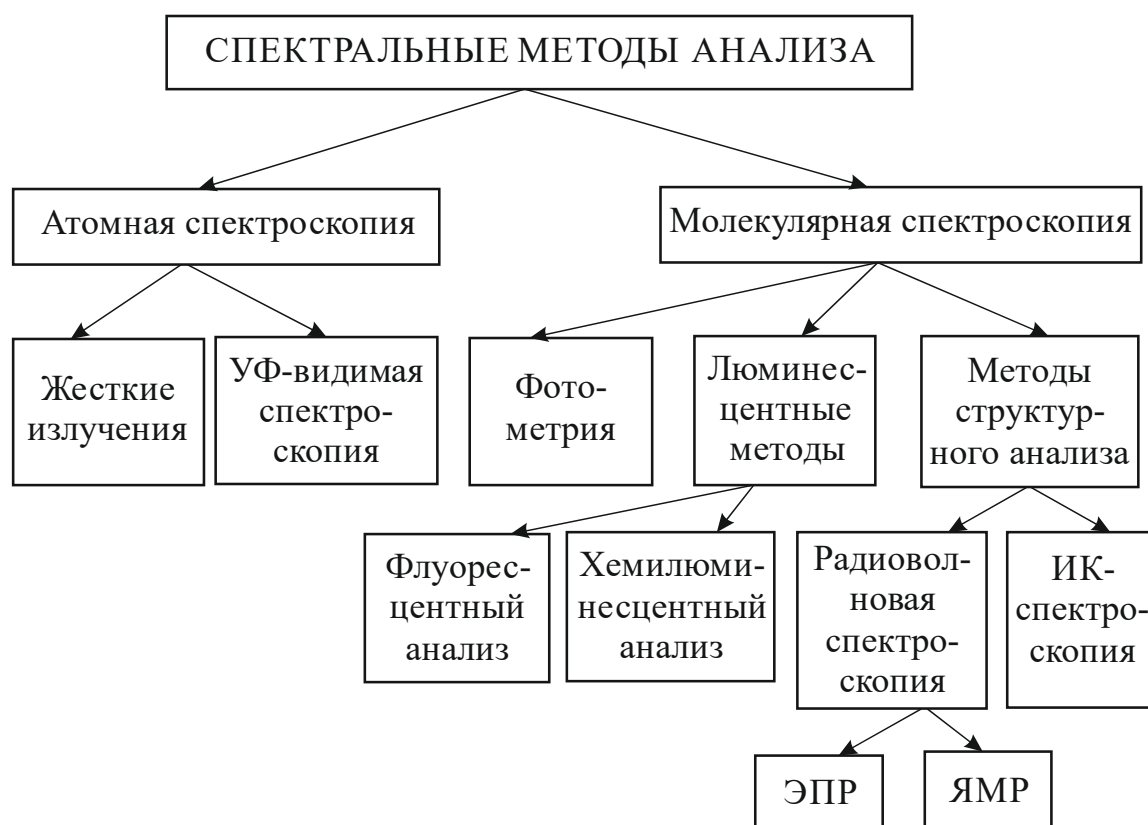 СПЕКТРАЛЬНЫЕ МЕТОДЫ АНАЛИЗА
Атомная спектроскопия
Молекулярная спектроскопия
Жесткие
излучения
УФ-видимая
спектро-
скопия
Фото-
метрия
Люминес-
центные
методы
Методы
структур-
ного анализа
Флуорес-
центный
анализ
Хемилюми-
несцентный
анализ
Радиовол-
новая
спектро-
скопия
ИК-
спектро-
скопия
ЭПР
ЯМР